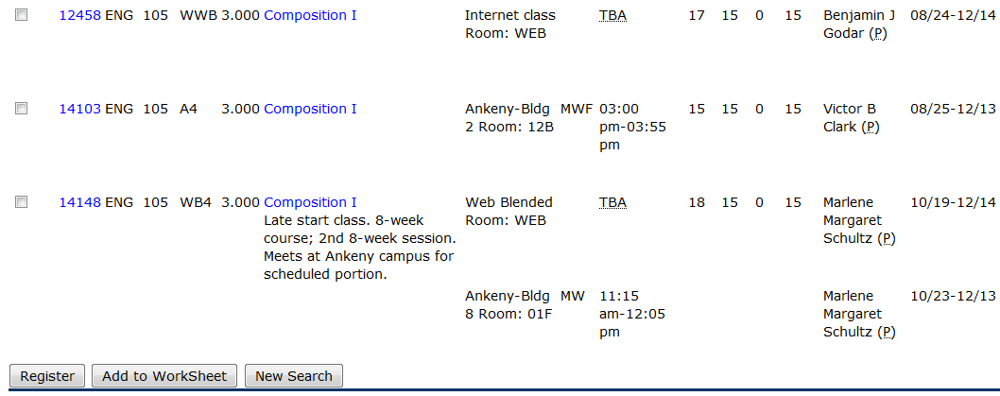 12458 ENG 105 WWB 3.000 Composition I Internet class TBA 17 15 0 15 Benjamin J 08/24-12/14
Room: WEB Godar (P)
14103 ENG 105 A4 3.000 Composition I Ankeny-Bldg MWF 03:00 15 15 0 15 Victor B 08/25-12/13
2 Room: 12B pm-03:55 Clark (P)
pm
14148 ENG 105 WB4 3.000 Composition I Web Blended TBA 18 15 0 15 Marlene 10/19-12/14
Late start class. 8-week Room: WEB Margaret
course; 2nd 8-week session. Schultz (P)
Meets at Ankeny campus for
scheduled portion.
Ankeny-Bldg MW 11:15 Marlene 10/23-12/13
8 Room: 01F am-12:05 Margaret
pm Schultz (P)
Register Add to WorkSheet New Search